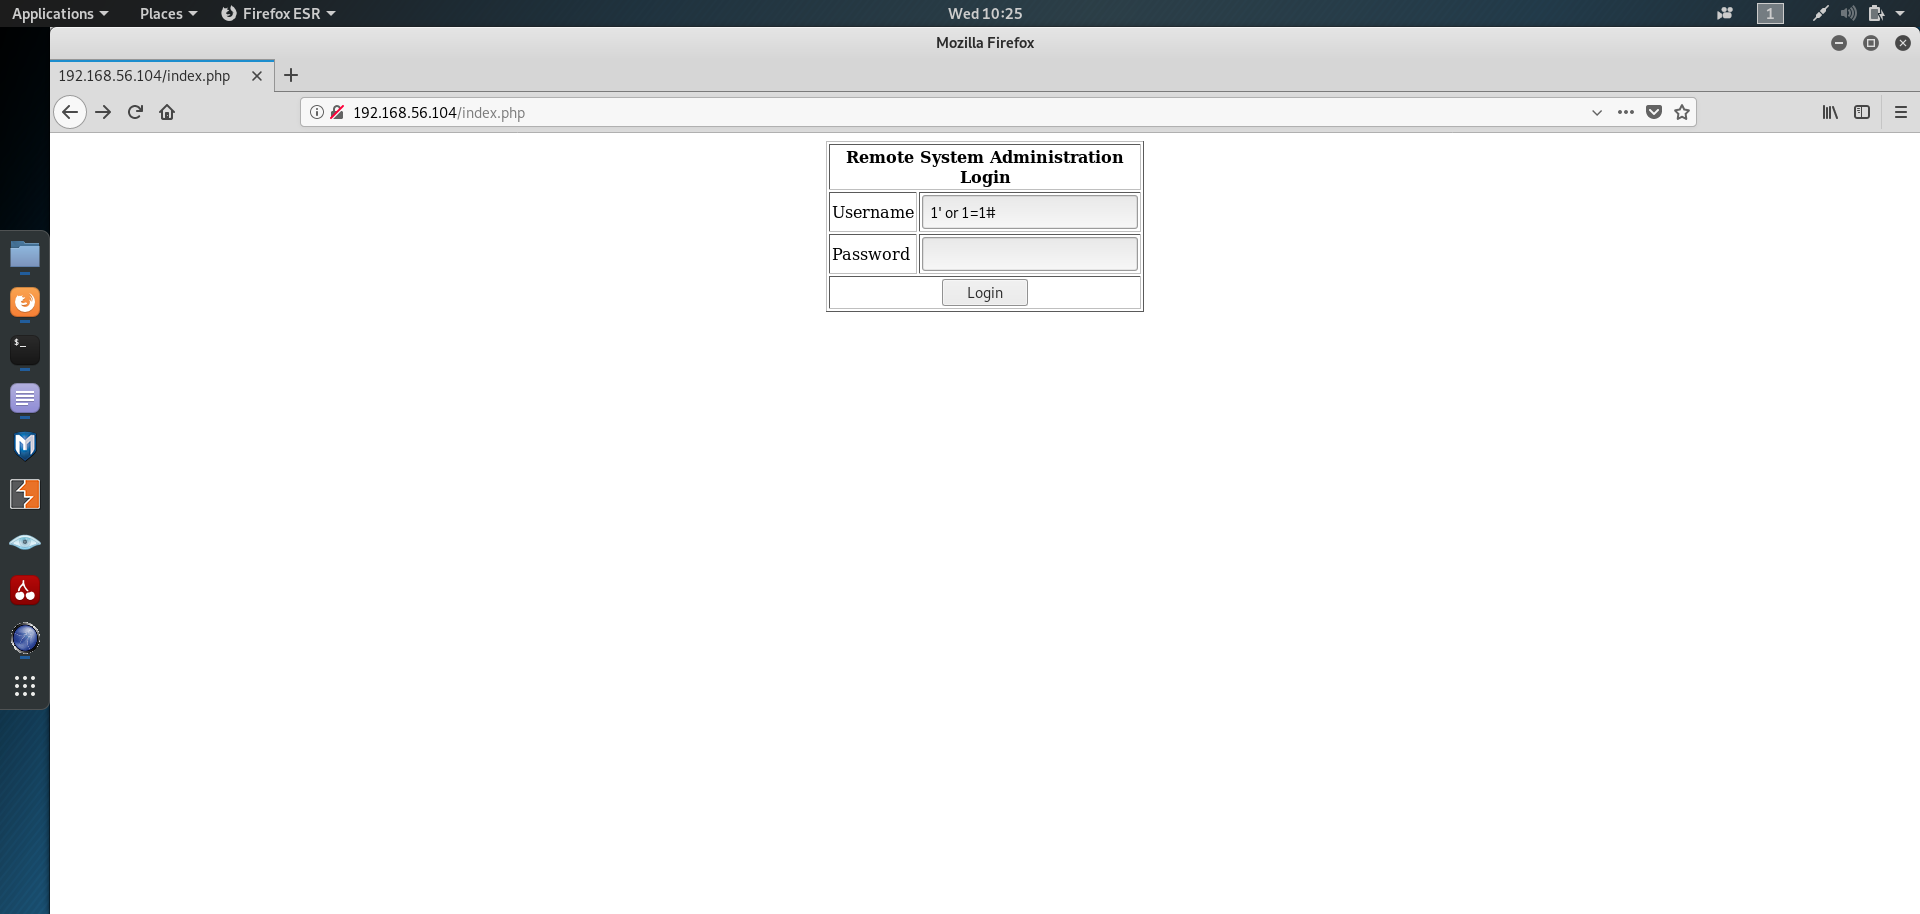 Applications Places Firefox ESR Wed 10:25 1
Mozilla Firefox
192.168.56.104/index.php
192.168.56.104/index.php
Remote System Administration
Login
Username 1' or 1=1#
Password
Login
$_